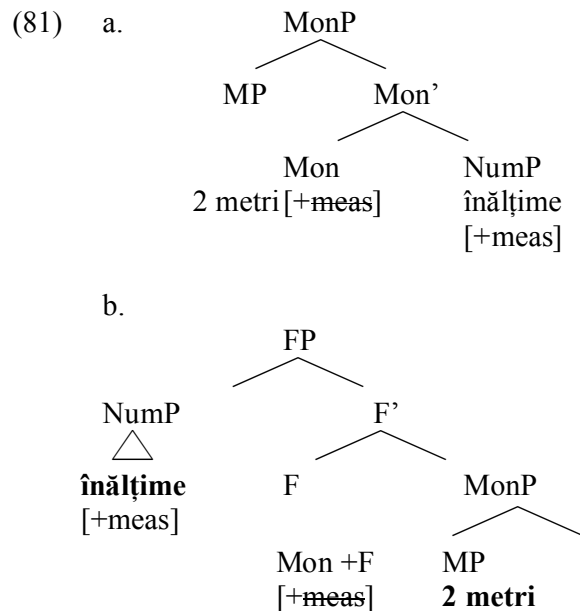 (81) a. MonP
MP Mon’
Mon NumP
2 metri [+meas] înălțime
[+meas]
b.
FP
NumP F’
înălțime F MonP
[+meas]
Mon +F MP
[+meas] 2 metri